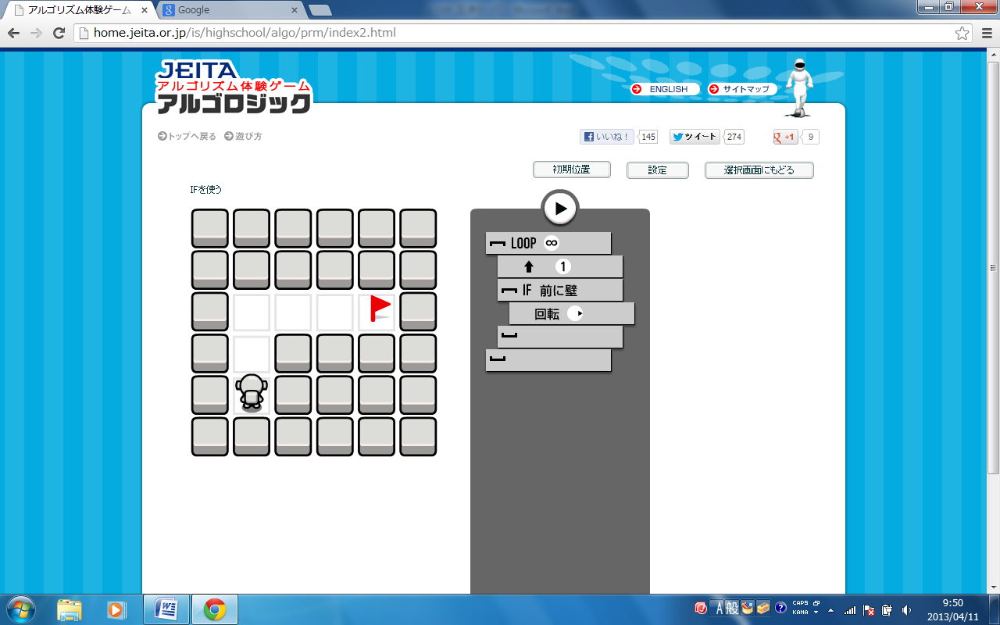 アルゴリズム体験ゲーム
Google
home.jeita.or.jp/is/highschool/algo/prm/index2.html
JEITA
アルゴリズム体験ゲーム
アルゴロジック
ENGLISH
サイトマップ
トップへ戻る
遊び方
いいね！
145
ツイート
274
+1
9
初期位置
設定
選択画面にもどる
IFを使う
LOOP ∞
1
IF 前に壁
回転
A 般
CAPS
KANA
9:50
2013/04/11